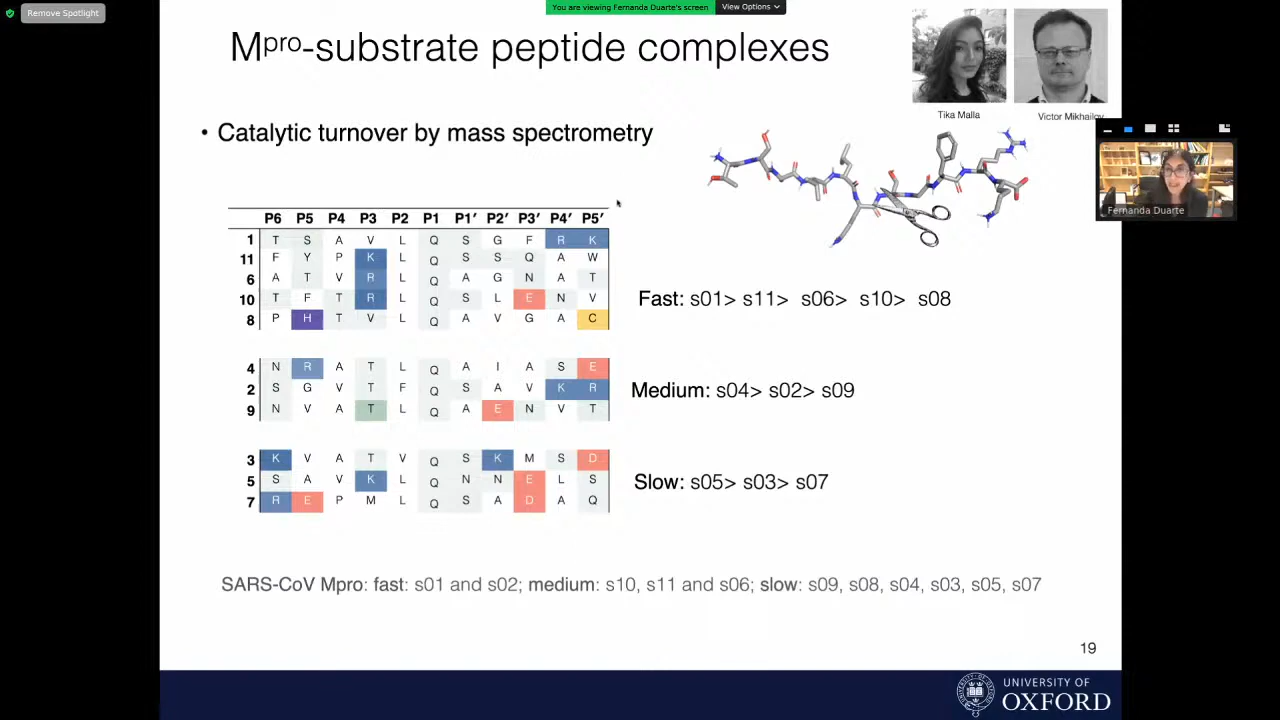 Remove Spotlight
You are viewing Fernanda Duarte's screen
View Options
Mpro-substrate peptide complexes
Tika Malla
Victor Mikhailov
Fernanda Duarte
• Catalytic turnover by mass spectrometry
P6 P5 P4 P3 P2 P1 P1′ P2′ P3′ P4′ P5′
1 T S A V L Q S G F R K
11 F Y P K L Q S S Q A W
6 A T V R L Q A G N A T
10 T F T R L Q S L E N V
8 P H T V L Q A V G A C
Fast: s01> s11> s06> s10> s08
4 N R A T L Q A I A S E
2 S G V T F Q S A V K R
9 N V A T L Q A E N V T
Medium: s04> s02> s09
3 K V A T V Q S K M S D
5 S A V K L Q N N E L S
7 R E P M L Q S A D A Q
Slow: s05> s03> s07
SARS-CoV Mpro: fast: s01 and s02; medium: s10, s11 and s06; slow: s09, s08, s04, s03, s05, s07
19
UNIVERSITY OF
OXFORD